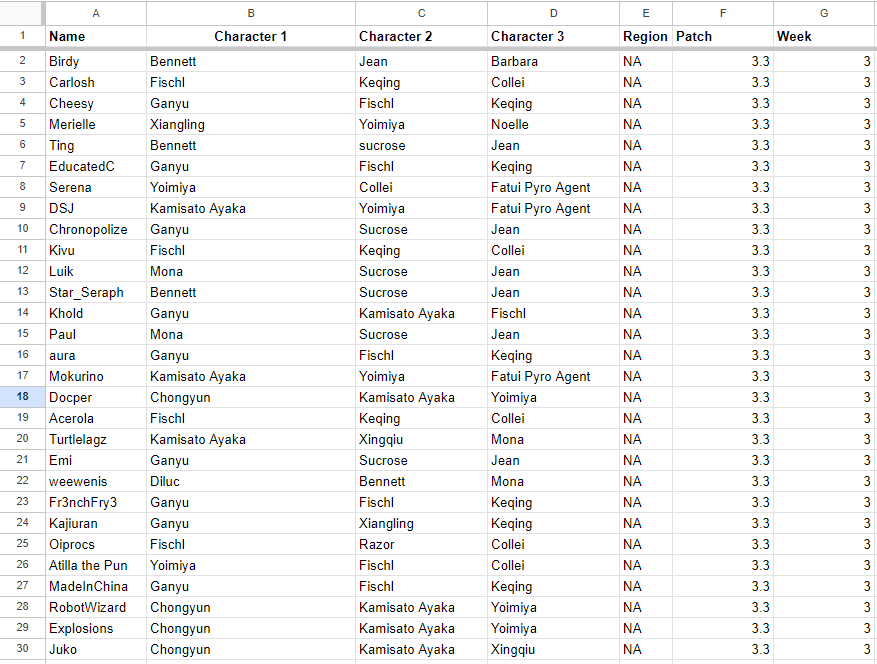 A B C D E F G
1 Name Character 1 Character 2 Character 3 Region Patch Week
2 Birdy Bennett Jean Barbara NA 3.3 3
3 Carlosh Fischl Keqing Collei NA 3.3 3
4 Cheesy Ganyu Fischl Keqing NA 3.3 3
5 Merielle Xiangling Yoimiya Noelle NA 3.3 3
6 Ting Bennett sucrose Jean NA 3.3 3
7 EducatedC Ganyu Fischl Keqing NA 3.3 3
8 Serena Yoimiya Collei Fatui Pyro Agent NA 3.3 3
9 DSJ Kamisato Ayaka Yoimiya Fatui Pyro Agent NA 3.3 3
10 Chronopolize Ganyu Sucrose Jean NA 3.3 3
11 Kivu Fischl Keqing Collei NA 3.3 3
12 Luik Mona Sucrose Jean NA 3.3 3
13 Star_Seraph Bennett Sucrose Jean NA 3.3 3
14 Khold Ganyu Kamisato Ayaka Fischl NA 3.3 3
15 Paul Mona Sucrose Jean NA 3.3 3
16 aura Ganyu Fischl Keqing NA 3.3 3
17 Mokurino Kamisato Ayaka Yoimiya Fatui Pyro Agent NA 3.3 3
18 Docper Chongyun Kamisato Ayaka Yoimiya NA 3.3 3
19 Acerola Fischl Keqing Collei NA 3.3 3
20 Turtlelagz Kamisato Ayaka Xingqiu Mona NA 3.3 3
21 Emi Ganyu Sucrose Jean NA 3.3 3
22 weewenis Diluc Bennett Mona NA 3.3 3
23 Fr3nchFry3 Ganyu Fischl Keqing NA 3.3 3
24 Kajiuran Ganyu Xiangling Keqing NA 3.3 3
25 Oiprocs Fischl Razor Collei NA 3.3 3
26 Atilla the Pun Yoimiya Fischl Collei NA 3.3 3
27 MadeInChina Ganyu Fischl Keqing NA 3.3 3
28 RobotWizard Chongyun Kamisato Ayaka Yoimiya NA 3.3 3
29 Explosions Chongyun Kamisato Ayaka Yoimiya NA 3.3 3
30 Juko Chongyun Kamisato Ayaka Xingqiu NA 3.3 3